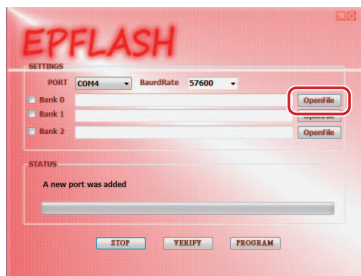 EPFLASH
SETTINGS
PORT COM4 BaurdRate 57600
Bank 0 OpenFile
Bank 1 OpenFile
Bank 2 OpenFile
STATUS
A new port was added
STOP VERIFY PROGRAM